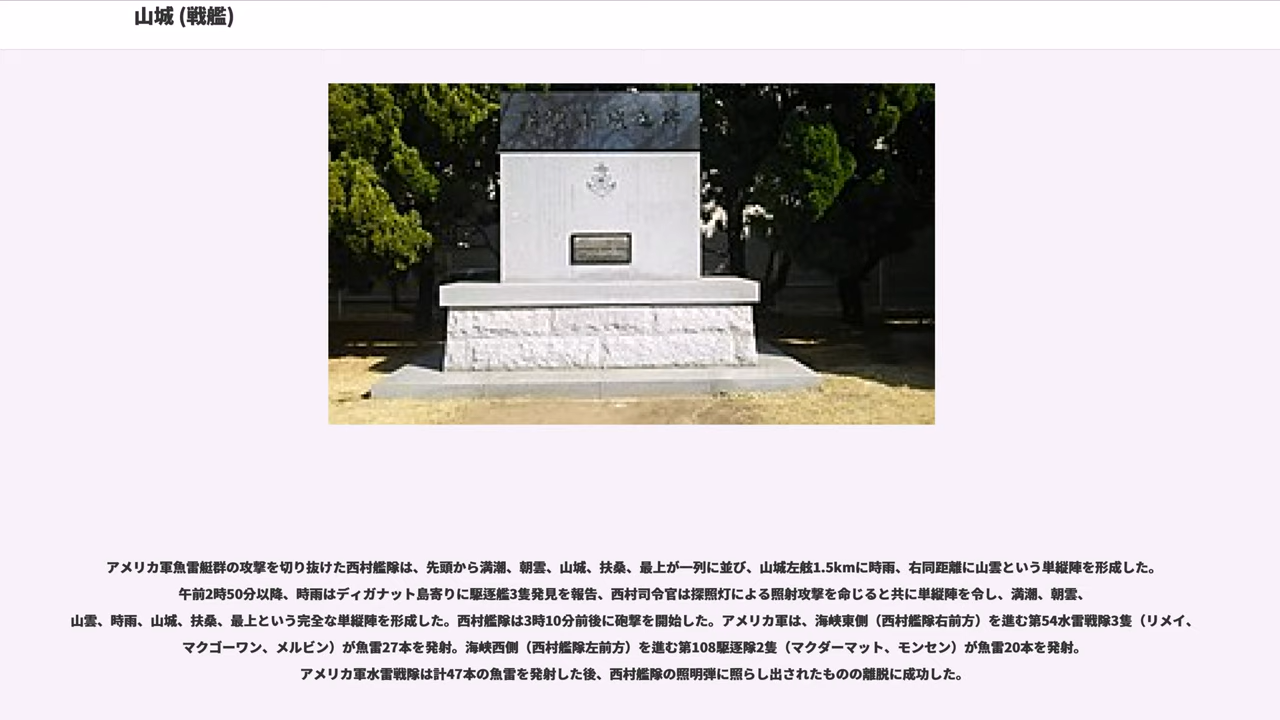 山城 (戦艦)
アメリカ軍魚雷艇群の攻撃を切り抜けた西村艦隊は、先頭から満潮、朝雲、山城、扶桑、最上が一列に並び、山城左舷1.5kmに時雨、右同距離に山雲という単縦陣を形成した。
午前2時50分以降、時雨はディガナット島寄りに駆逐艦3隻発見を報告、西村司令官は探照灯による照射攻撃を命じると共に単縦陣を令し、満潮、朝雲、
山雲、時雨、山城、扶桑、最上という完全な単縦陣を形成した。西村艦隊は3時10分前後に砲撃を開始した。アメリカ軍は、海峡東側（西村艦隊右前方）を進む第54水雷戦隊3隻（リメイ、
マクゴーワン、メルビン）が魚雷27本を発射。海峡西側（西村艦隊左前方）を進む第108駆逐隊2隻（マクダーマット、モンセン）が魚雷20本を発射。
アメリカ軍水雷戦隊は計47本の魚雷を発射した後、西村艦隊の照明弾に照らし出されたものの離脱に成功した。